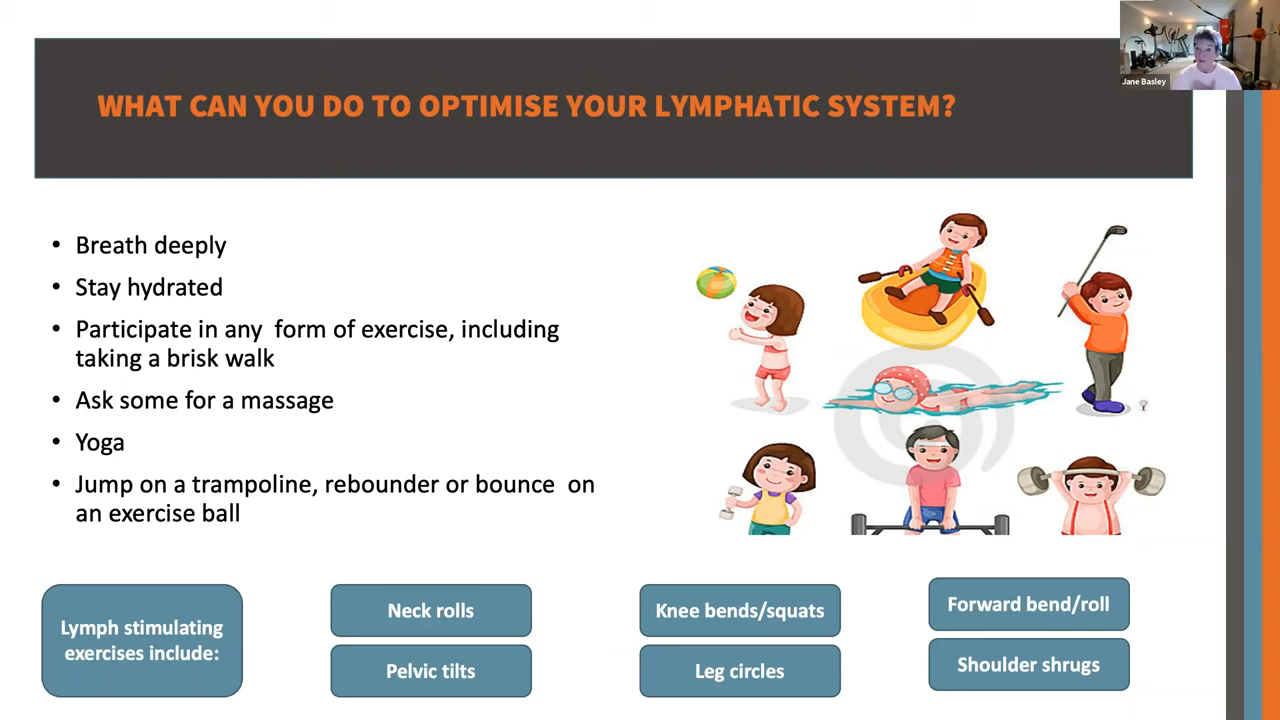 Jane Basley
WHAT CAN YOU DO TO OPTIMISE YOUR LYMPHATIC SYSTEM?
• Breath deeply
• Stay hydrated
• Participate in any form of exercise, including
taking a brisk walk
• Ask some for a massage
• Yoga
• Jump on a trampoline, rebounder or bounce on
an exercise ball
Lymph stimulating
exercises include:
Neck rolls
Pelvic tilts
Knee bends/squats
Leg circles
Forward bend/roll
Shoulder shrugs